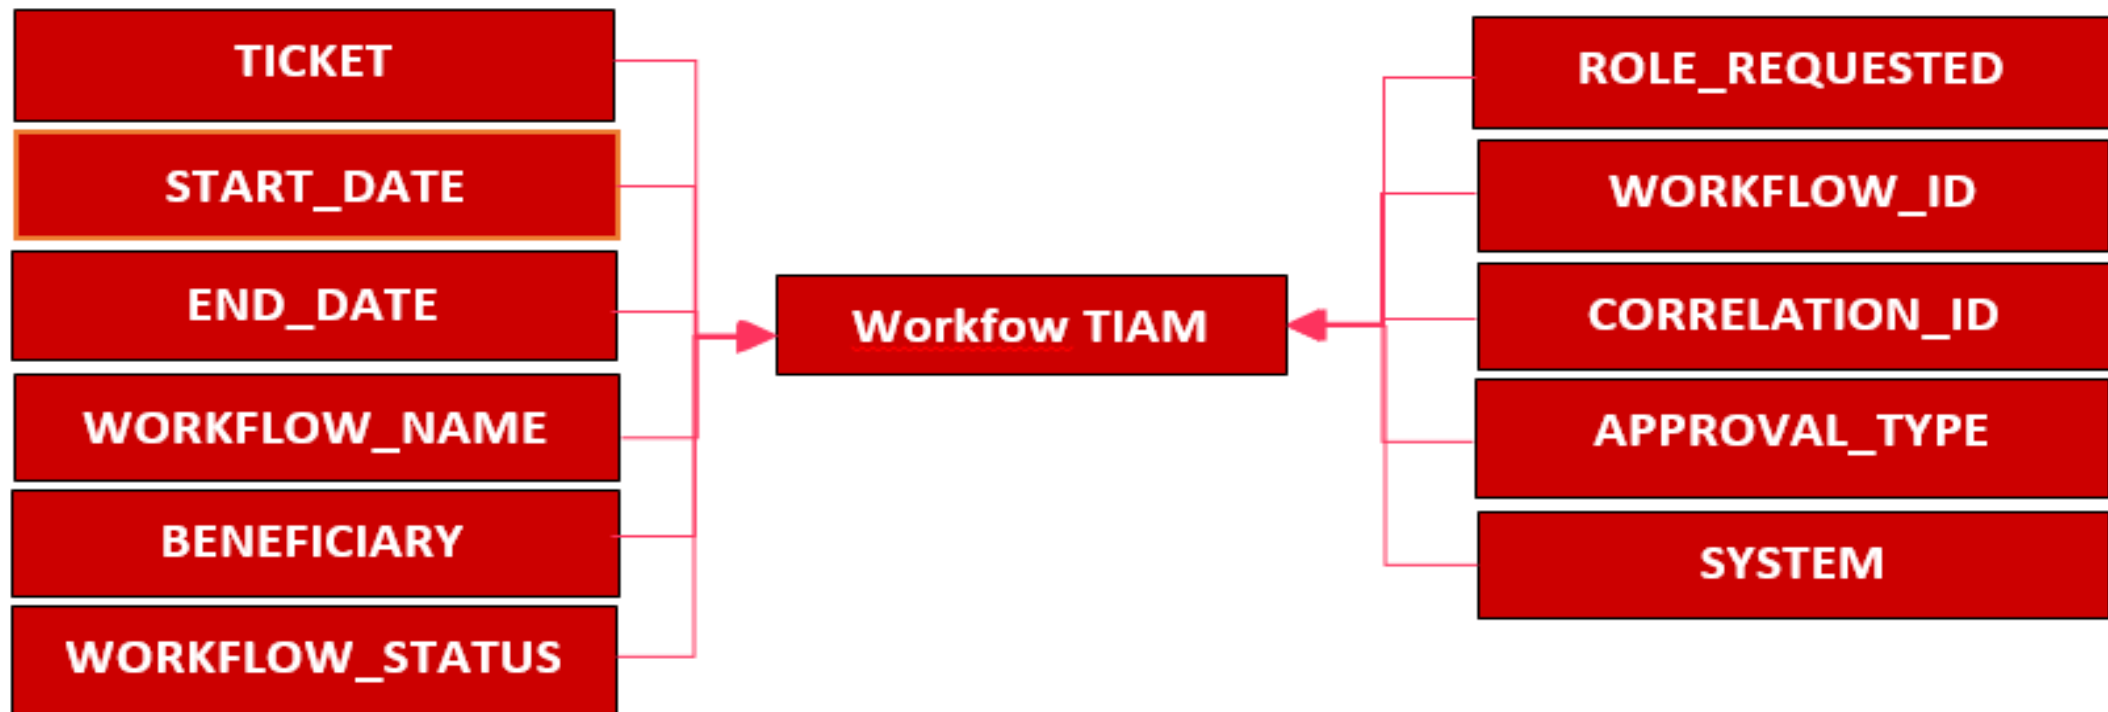 TICKET
START_DATE
END_DATE
WORKFLOW_NAME
BENEFICIARY
WORKFLOW_STATUS
Workfow TIAM
ROLE_REQUESTED
WORKFLOW_ID
CORRELATION_ID
APPROVAL_TYPE
SYSTEM